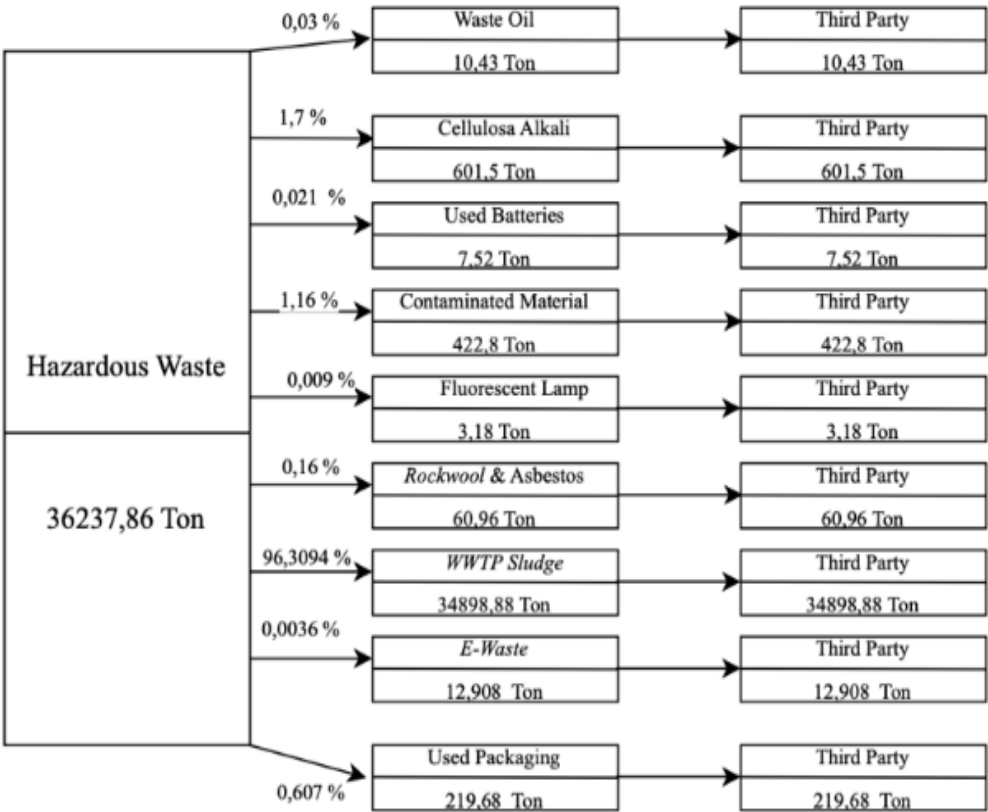 0,03 %
Waste Oil
10,43 Ton
Third Party
10,43 Ton
1,7 %
Cellulosa Alkali
601,5 Ton
Third Party
601,5 Ton
0,021 %
Used Batteries
7,52 Ton
Third Party
7,52 Ton
1,16 %
Contaminated Material
422,8 Ton
Third Party
422,8 Ton
Hazardous Waste
36237,86 Ton
0,009 %
Fluorescent Lamp
3,18 Ton
Third Party
3,18 Ton
0,16 %
Rockwool & Asbestos
60,96 Ton
Third Party
60,96 Ton
96,3094 %
WWTP Sludge
34898,88 Ton
Third Party
34898,88 Ton
0,0036 %
E-Waste
12,908 Ton
Third Party
12,908 Ton
0,607 %
Used Packaging
219,68 Ton
Third Party
219,68 Ton